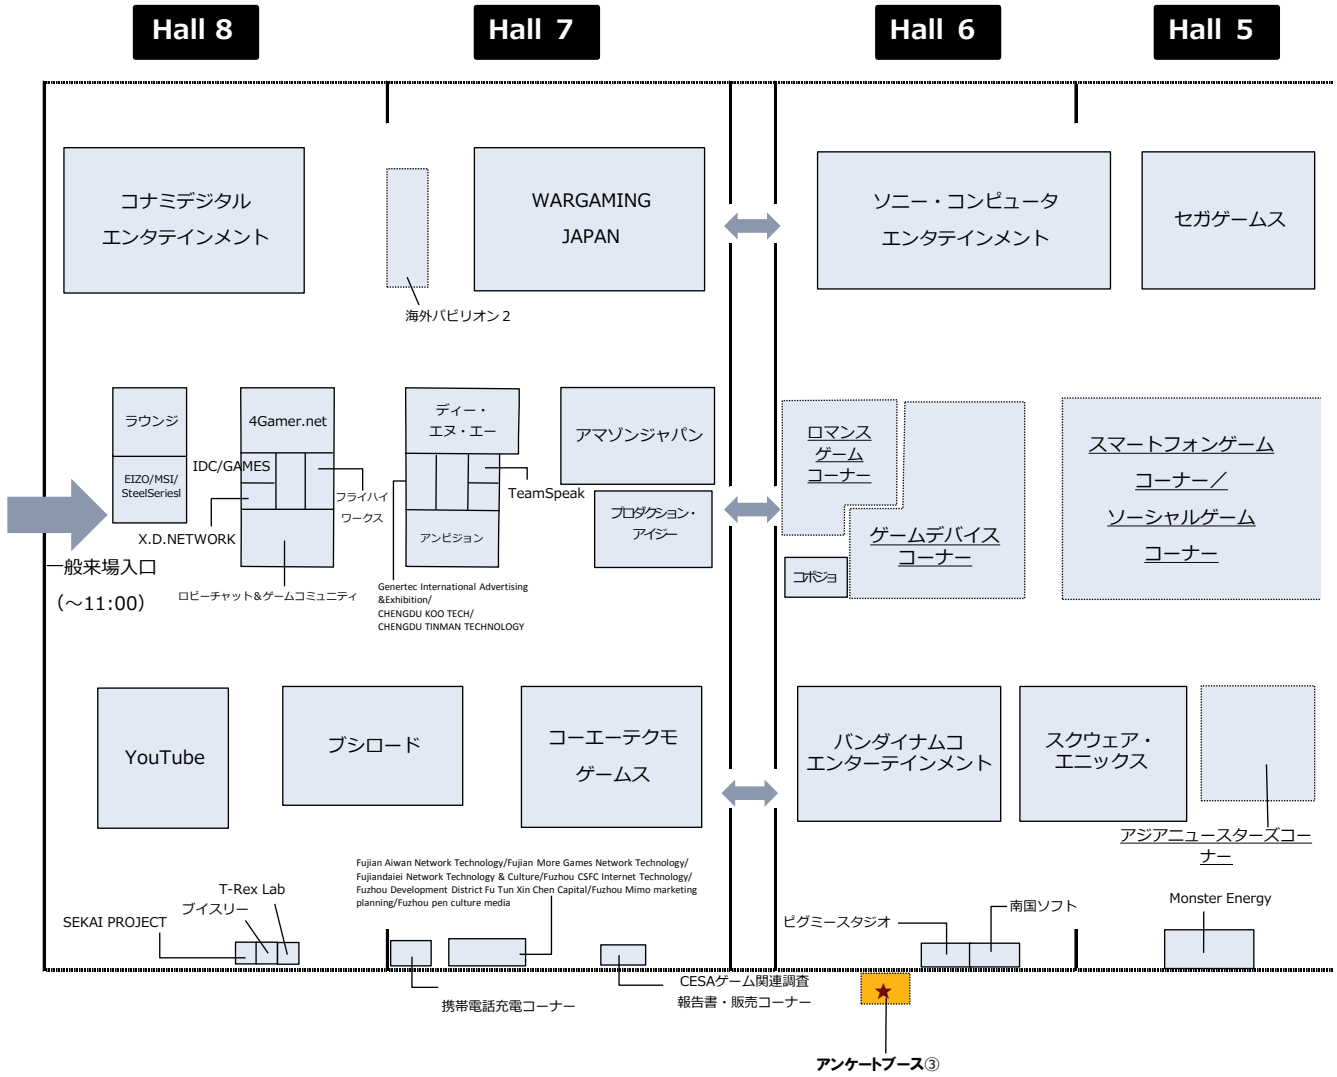 Hall 8
Hall 7
Hall 6
Hall 5
コナミデジタル
エンタテインメント
WARGAMING
JAPAN
ソニー・コンピュータ
エンタテインメント
セガゲームス
海外パビリオン２
ラウンジ
EIZO/MSI/
SteelSeriesl
4Gamer.net
IDC/GAMES
X.D.NETWORK
フライハイ
ワークス
ロビーチャット＆ゲームコミュニティ
一般来場入口
（～11:00）
ディー・
エヌ・エー
TeamSpeak
アンビジョン
Genertec International Advertising
&Exhibition/
CHENGDU KOO TECH/
CHENGDU TINMAN TECHNOLOGY
アマゾンジャパン
プロダクション・
アイジー
ロマンス
ゲーム
コーナー
ゲームデバイス
コーナー
コボジョ
スマートフォンゲーム
コーナー／
ソーシャルゲーム
コーナー
YouTube
ブシロード
コーエーテクモ
ゲームス
バンダイナムコ
エンターテインメント
スクウェア・
エニックス
アジアニュースターズコー
ナー
Fujian Aiwan Network Technology/Fujian More Games Network Technology/
Fujiandaiei Network Technology & Culture/Fuzhou CSFC Internet Technology/
Fuzhou Development District Fu Tun Xin Chen Capital/Fuzhou Mimo marketing
planning/Fuzhou pen culture media
T-Rex Lab
ブイスリー
SEKAI PROJECT
携帯電話充電コーナー
CESAゲーム関連調査
報告書・販売コーナー
ピグミースタジオ
南国ソフト
Monster Energy
アンケートブース③